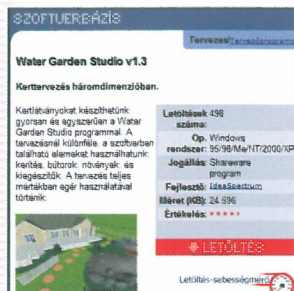 SZOFTVERBÁZIS
Tervezés/Tervezőprogramok
Water Garden Studio v1.3
Kerttervezés háromdimenzióban.
Kertlátványokat készíthetünk
gyorsan és egyszerűen a Water
Garden Studio programmal. A
tervezésnél különféle, a szoftverben
található elemeket használhatunk:
kerítés, bútorok, növények és
kiegészítők. A tervezés teljes
mértékben egér használatával
történik.
Letöltések száma: 496
Op. rendszer: Windows 95/98/Me/NT/2000/XP
Jogállás: Shareware program
Fejlesztő: IdeaSpectrum
Méret (KB): 24 596
Értékelés: ★★★★★
LETÖLTÉS
Letöltés-sebességmérő